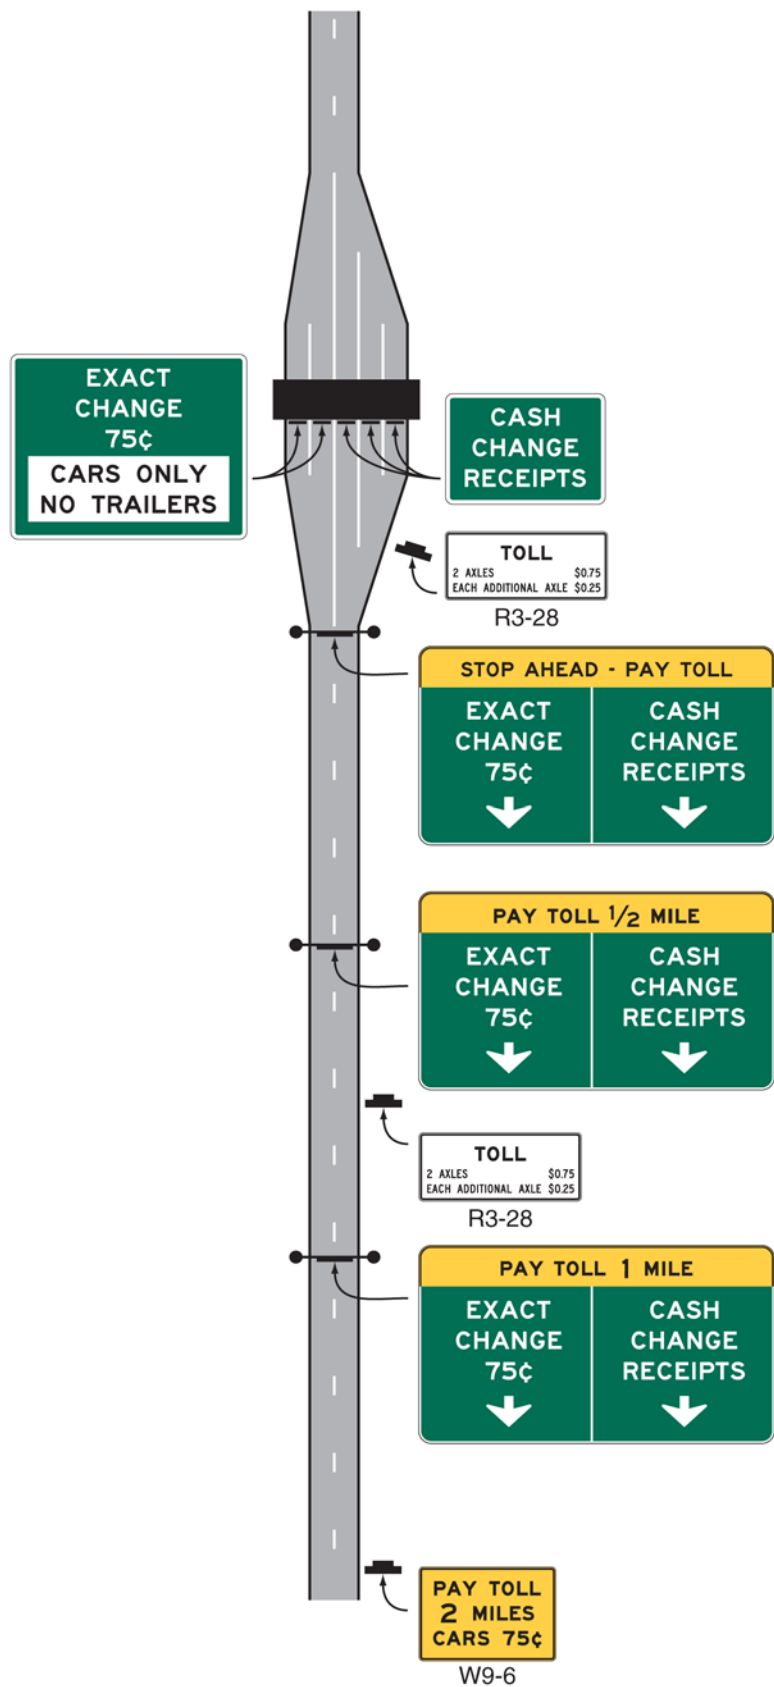 EXACT
CHANGE
75¢
CARS ONLY
NO TRAILERS
CASH
CHANGE
RECEIPTS
TOLL
2 AXLES $0.75
EACH ADDITIONAL AXLE $0.25
R3-28
STOP AHEAD - PAY TOLL
EXACT
CHANGE
75¢
CASH
CHANGE
RECEIPTS
PAY TOLL 1/2 MILE
EXACT
CHANGE
75¢
CASH
CHANGE
RECEIPTS
TOLL
2 AXLES $0.75
EACH ADDITIONAL AXLE $0.25
R3-28
PAY TOLL 1 MILE
EXACT
CHANGE
75¢
CASH
CHANGE
RECEIPTS
PAY TOLL
2 MILES
CARS 75¢
W9-6